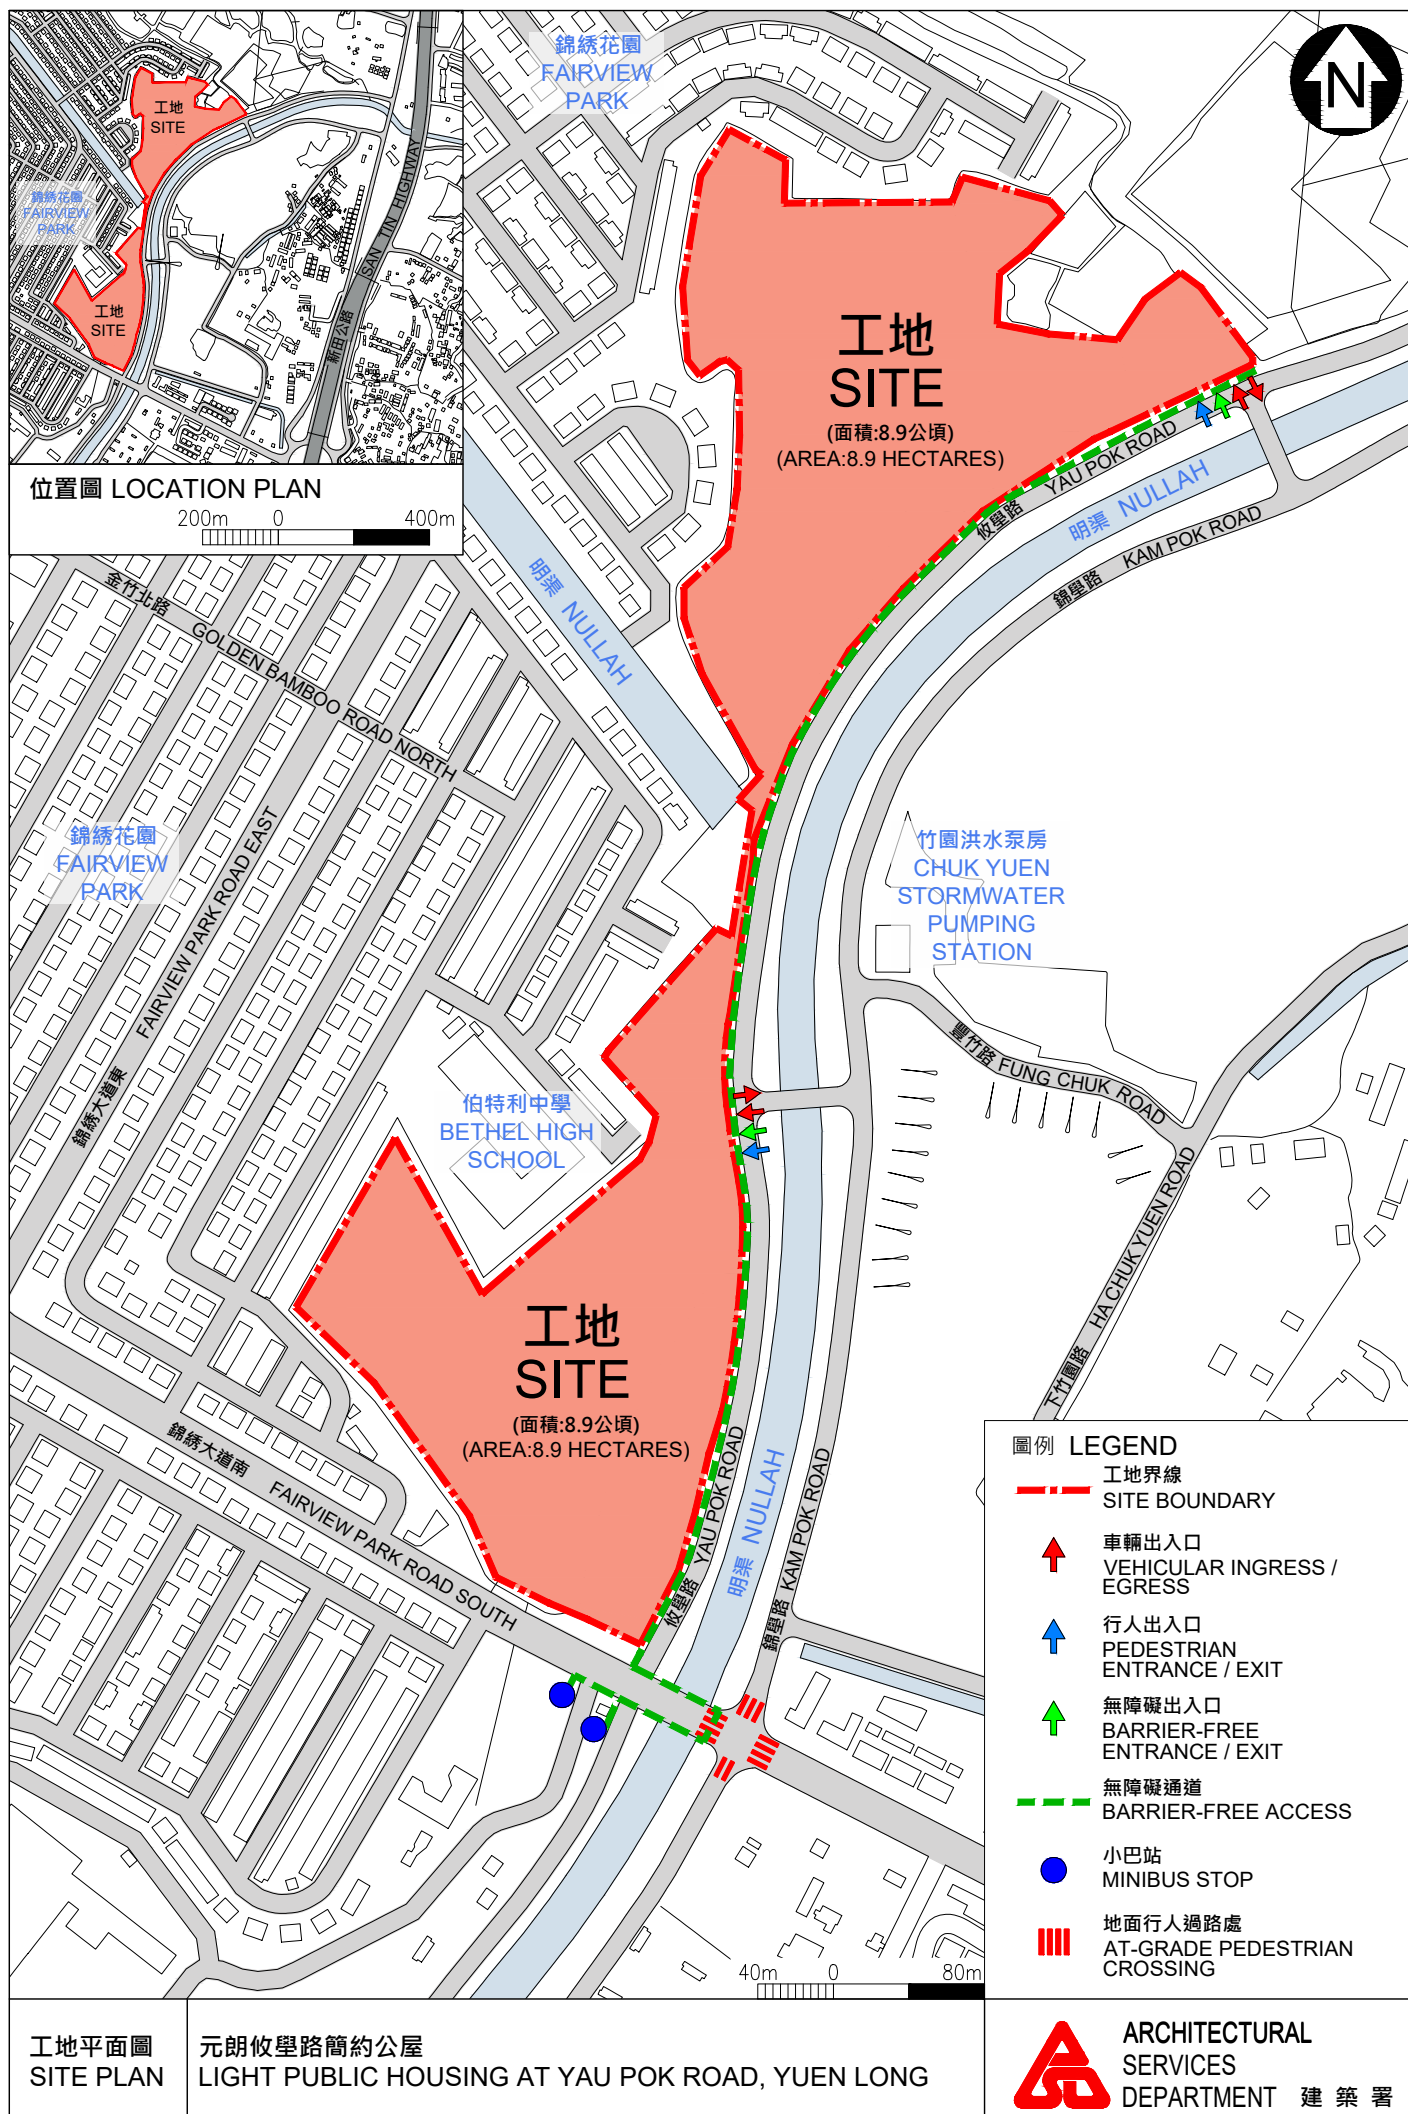 工地
SITE
錦綉花園
FAIRVIEW
PARK
工地
SITE
新田公路 SAN TIN HIGHWAY
位置圖 LOCATION PLAN
200m 0 400m
錦綉花園
FAIRVIEW
PARK
N
工地
SITE
(面積:8.9公頃)
(AREA:8.9 HECTARES)
攸壆路 YAU POK ROAD
明渠 NULLAH
錦壆路 KAM POK ROAD
明渠 NULLAH
金竹北路 GOLDEN BAMBOO ROAD NORTH
錦綉花園
FAIRVIEW
PARK
錦綉大道東 FAIRVIEW PARK ROAD EAST
竹園洪水泵房
CHUK YUEN
STORMWATER
PUMPING
STATION
豐竹路 FUNG CHUK ROAD
伯特利中學
BETHEL HIGH
SCHOOL
下竹園路 HA CHUK YUEN ROAD
工地
SITE
(面積:8.9公頃)
(AREA:8.9 HECTARES)
錦綉大道南 FAIRVIEW PARK ROAD SOUTH
攸壆路 YAU POK ROAD
明渠 NULLAH
錦壆路 KAM POK ROAD
圖例 LEGEND
工地界線
SITE BOUNDARY
車輛出入口
VEHICULAR INGRESS /
EGRESS
行人出入口
PEDESTRIAN
ENTRANCE / EXIT
無障礙出入口
BARRIER-FREE
ENTRANCE / EXIT
無障礙通道
BARRIER-FREE ACCESS
小巴站
MINIBUS STOP
地面行人過路處
AT-GRADE PEDESTRIAN
CROSSING
40m 0 80m
工地平面圖
SITE PLAN
元朗攸壆路簡約公屋
LIGHT PUBLIC HOUSING AT YAU POK ROAD, YUEN LONG
ARCHITECTURAL
SERVICES
DEPARTMENT 建築署